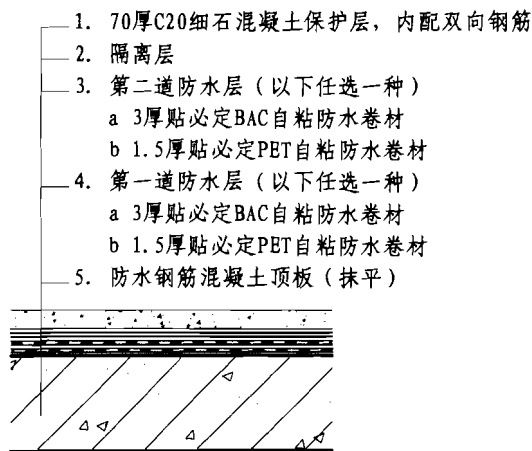 1. 70厚C20细石混凝土保护层，内配双向钢筋
2. 隔离层
3. 第二道防水层（以下任选一种）
a 3厚贴必定BAC自粘防水卷材
b 1.5厚贴必定PET自粘防水卷材
4. 第一道防水层（以下任选一种）
a 3厚贴必定BAC自粘防水卷材
b 1.5厚贴必定PET自粘防水卷材
5. 防水钢筋混凝土顶板（抹平）